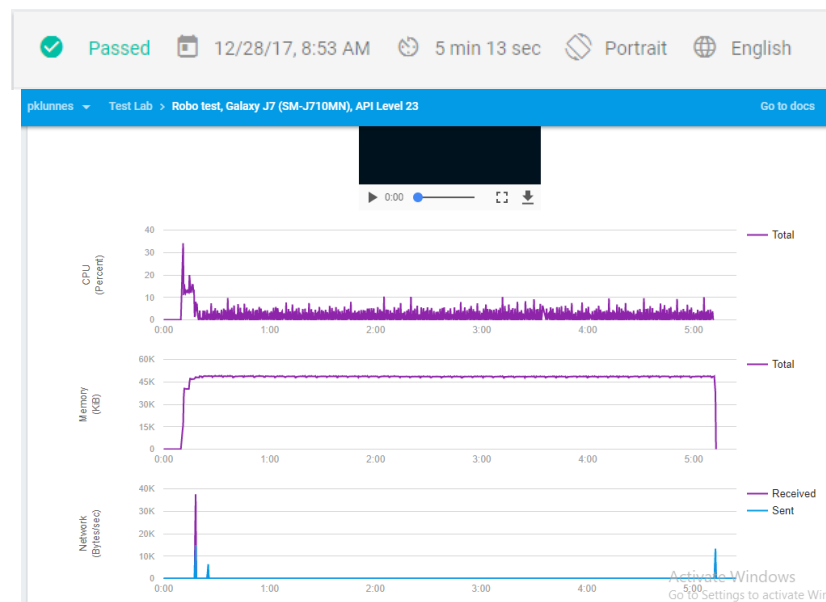 Passed 12/28/17, 8:53 AM 5 min 13 sec Portrait English
pklunnes Test Lab > Robo test, Galaxy J7 (SM-J710MN), API Level 23 Go to docs
0:00
40
30
20
10
0
CPU
(Percent)
Total
0:00 1:00 2:00 3:00 4:00 5:00
60K
45K
30K
15K
0
Memory
(KiB)
Total
0:00 1:00 2:00 3:00 4:00 5:00
40K
30K
20K
10K
0
Network
(Bytes/sec)
Received
Sent
0:00 1:00 2:00 3:00 4:00 5:00
Activate Windows
Go to Settings to activate Win